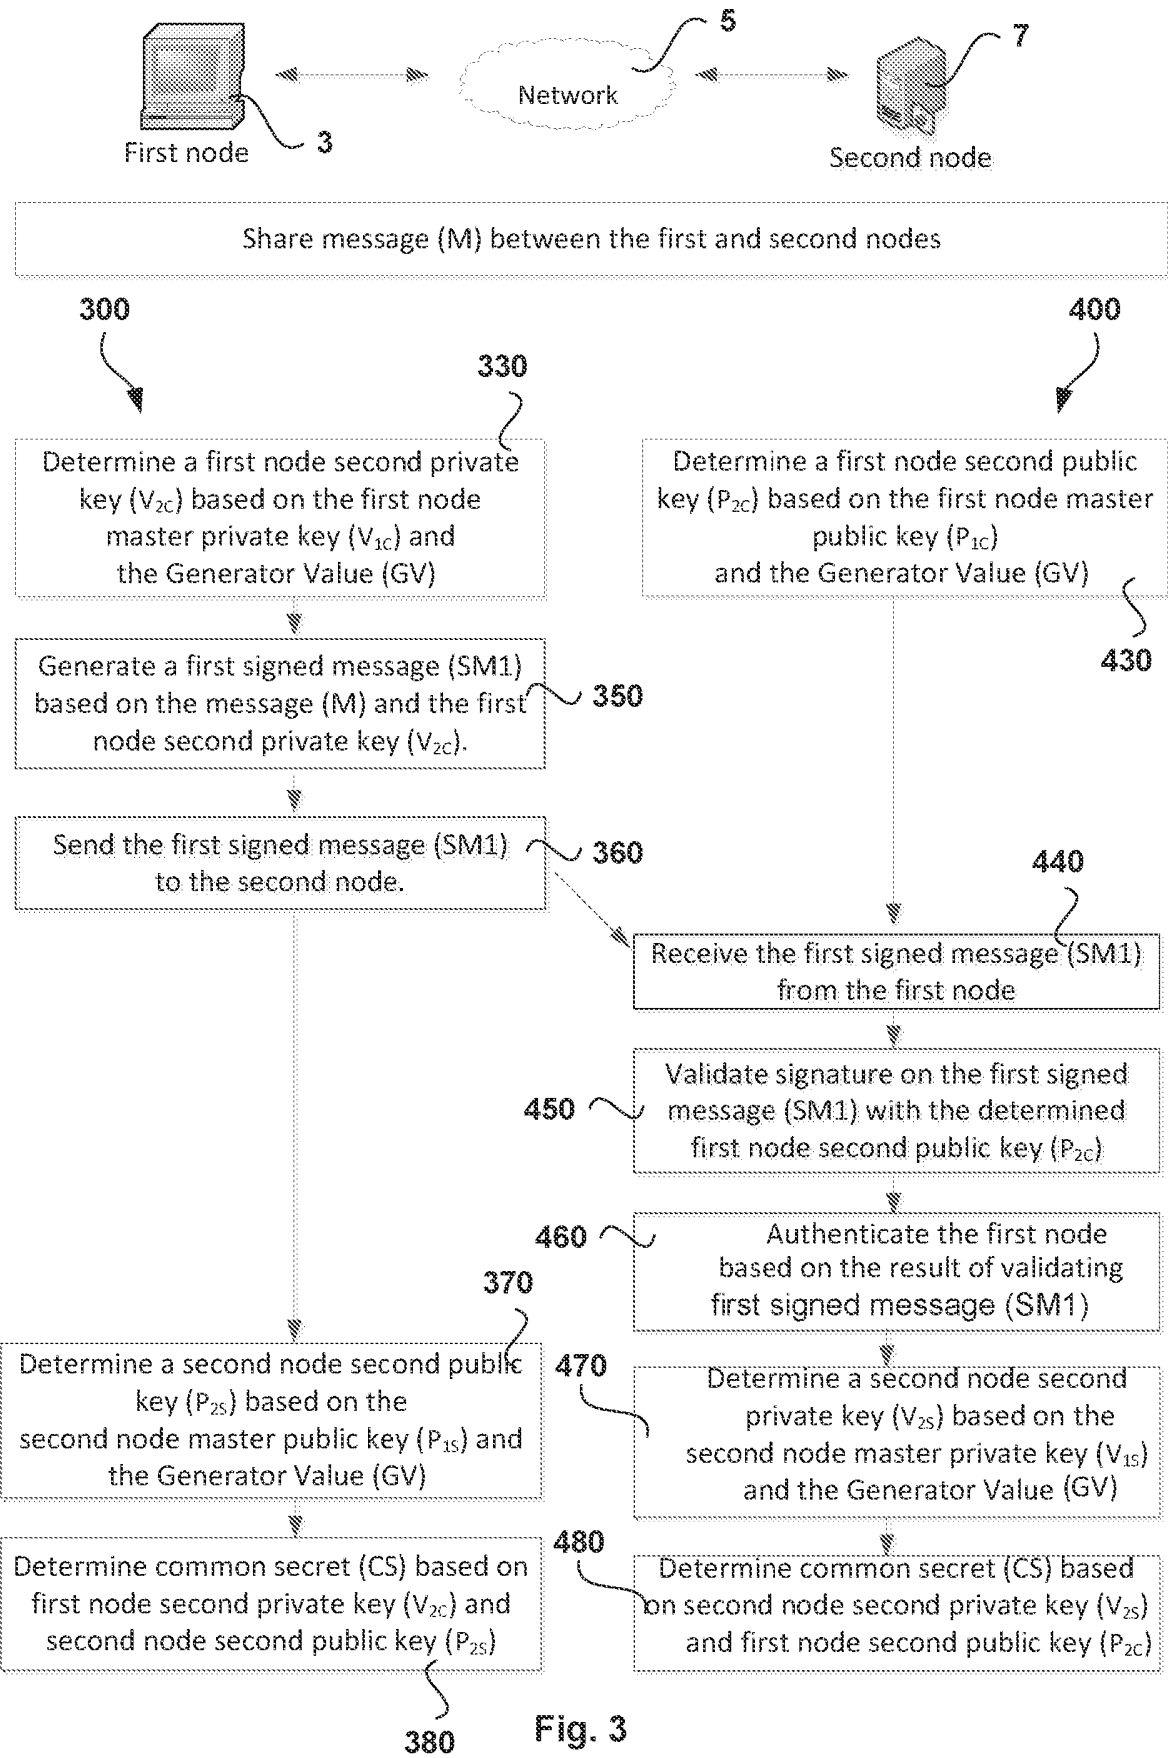 5
7
Network
3
First node
Second node
Share message (M) between the first and second nodes
300
400
330
Determine a first node second private
key (V2C) based on the first node
master private key (V1C) and
the Generator Value (GV)
Determine a first node second public
key (P2C) based on the first node master
public key (P1C)
and the Generator Value (GV)
430
Generate a first signed message (SM1)
based on the message (M) and the first
node second private key (V2C).
350
Send the first signed message (SM1)
to the second node.
360
440
Receive the first signed message (SM1)
from the first node
450
Validate signature on the first signed
message (SM1) with the determined
first node second public key (P2C)
460
Authenticate the first node
based on the result of validating
first signed message (SM1)
370
Determine a second node second public
key (P2S) based on the
second node master public key (P1S) and
the Generator Value (GV)
470
Determine a second node second
private key (V2S) based on the
second node master private key (V1S)
and the Generator Value (GV)
Determine common secret (CS) based on
first node second private key (V2C) and
second node second public key (P2S)
380
480
Determine common secret (CS) based
on second node second private key (V2S)
and first node second public key (P2C)
Fig. 3